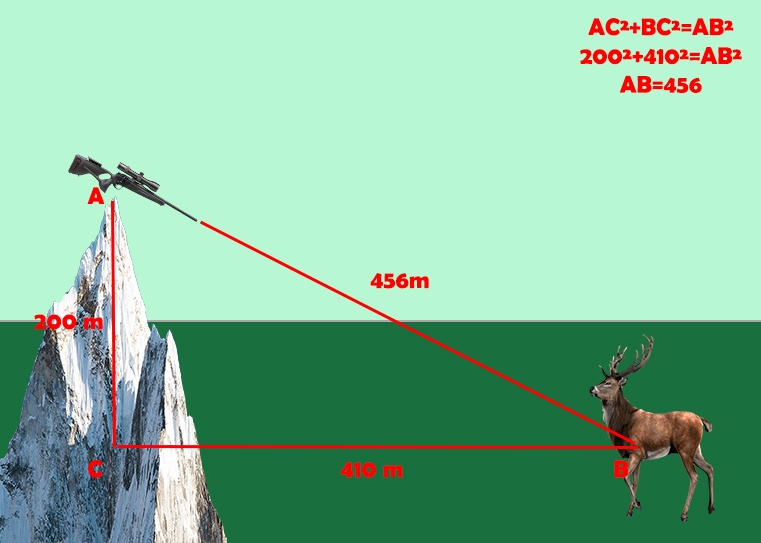 AC²+BC²=AB²
200²+410²=AB²
AB=456
A
456m
200 m
C
410 m
B